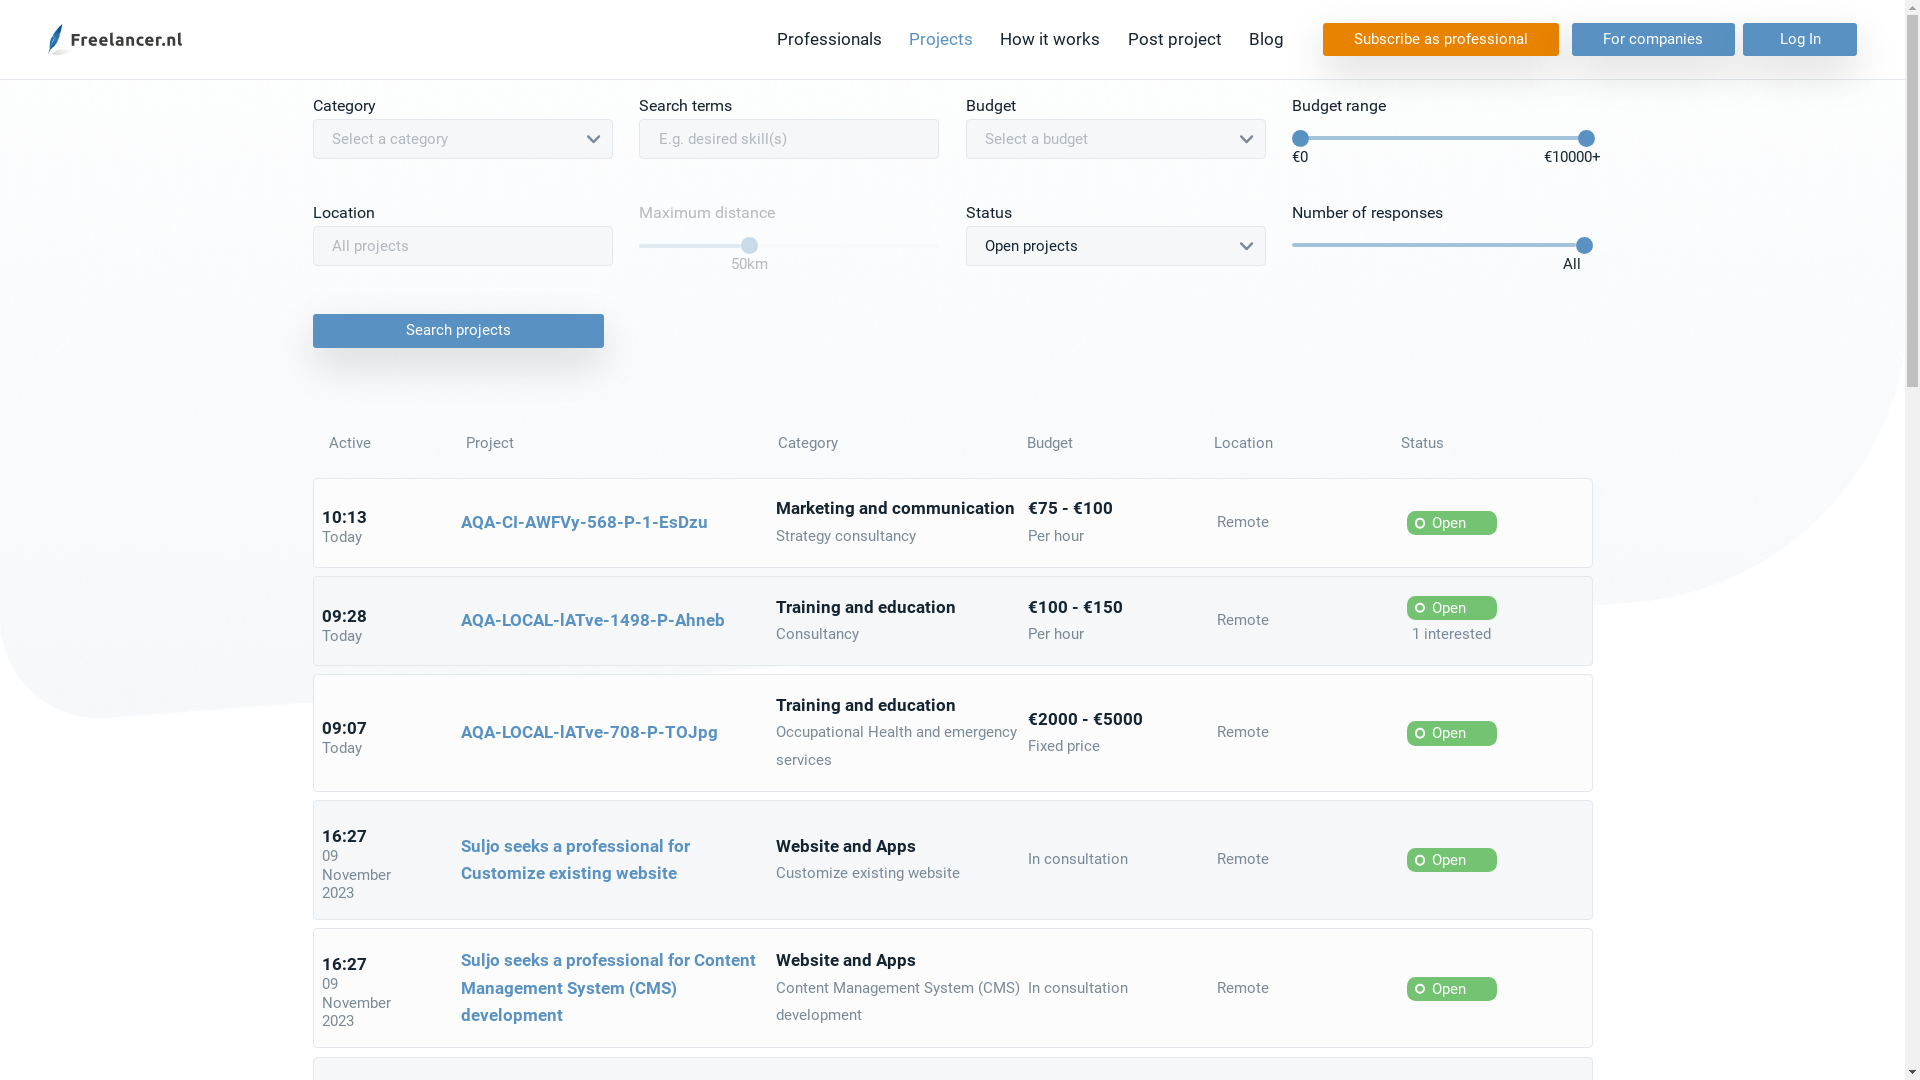 Freelancer.nl
Professionals Projects How it works Post project Blog Subscribe as professional For companies Log In
Category Search terms Budget Budget range
Select a category E.g. desired skill(s) Select a budget
€0 €10000+
Location Maximum distance Status Number of responses
All projects Open projects
50km All
Search projects
Active Project Category Budget Location Status
10:13
Today
AQA-CI-AWFVy-568-P-1-EsDzu
Marketing and communication
Strategy consultancy
€75 - €100
Per hour
Remote
Open
09:28
Today
AQA-LOCAL-lATve-1498-P-Ahneb
Training and education
Consultancy
€100 - €150
Per hour
Remote
Open
1 interested
09:07
Today
AQA-LOCAL-lATve-708-P-TOJpg
Training and education
Occupational Health and emergency
services
€2000 - €5000
Fixed price
Remote
Open
16:27
09
November
2023
Suljo seeks a professional for
Customize existing website
Website and Apps
Customize existing website
In consultation
Remote
Open
16:27
09
November
2023
Suljo seeks a professional for Content
Management System (CMS)
development
Website and Apps
Content Management System (CMS)
development
In consultation
Remote
Open